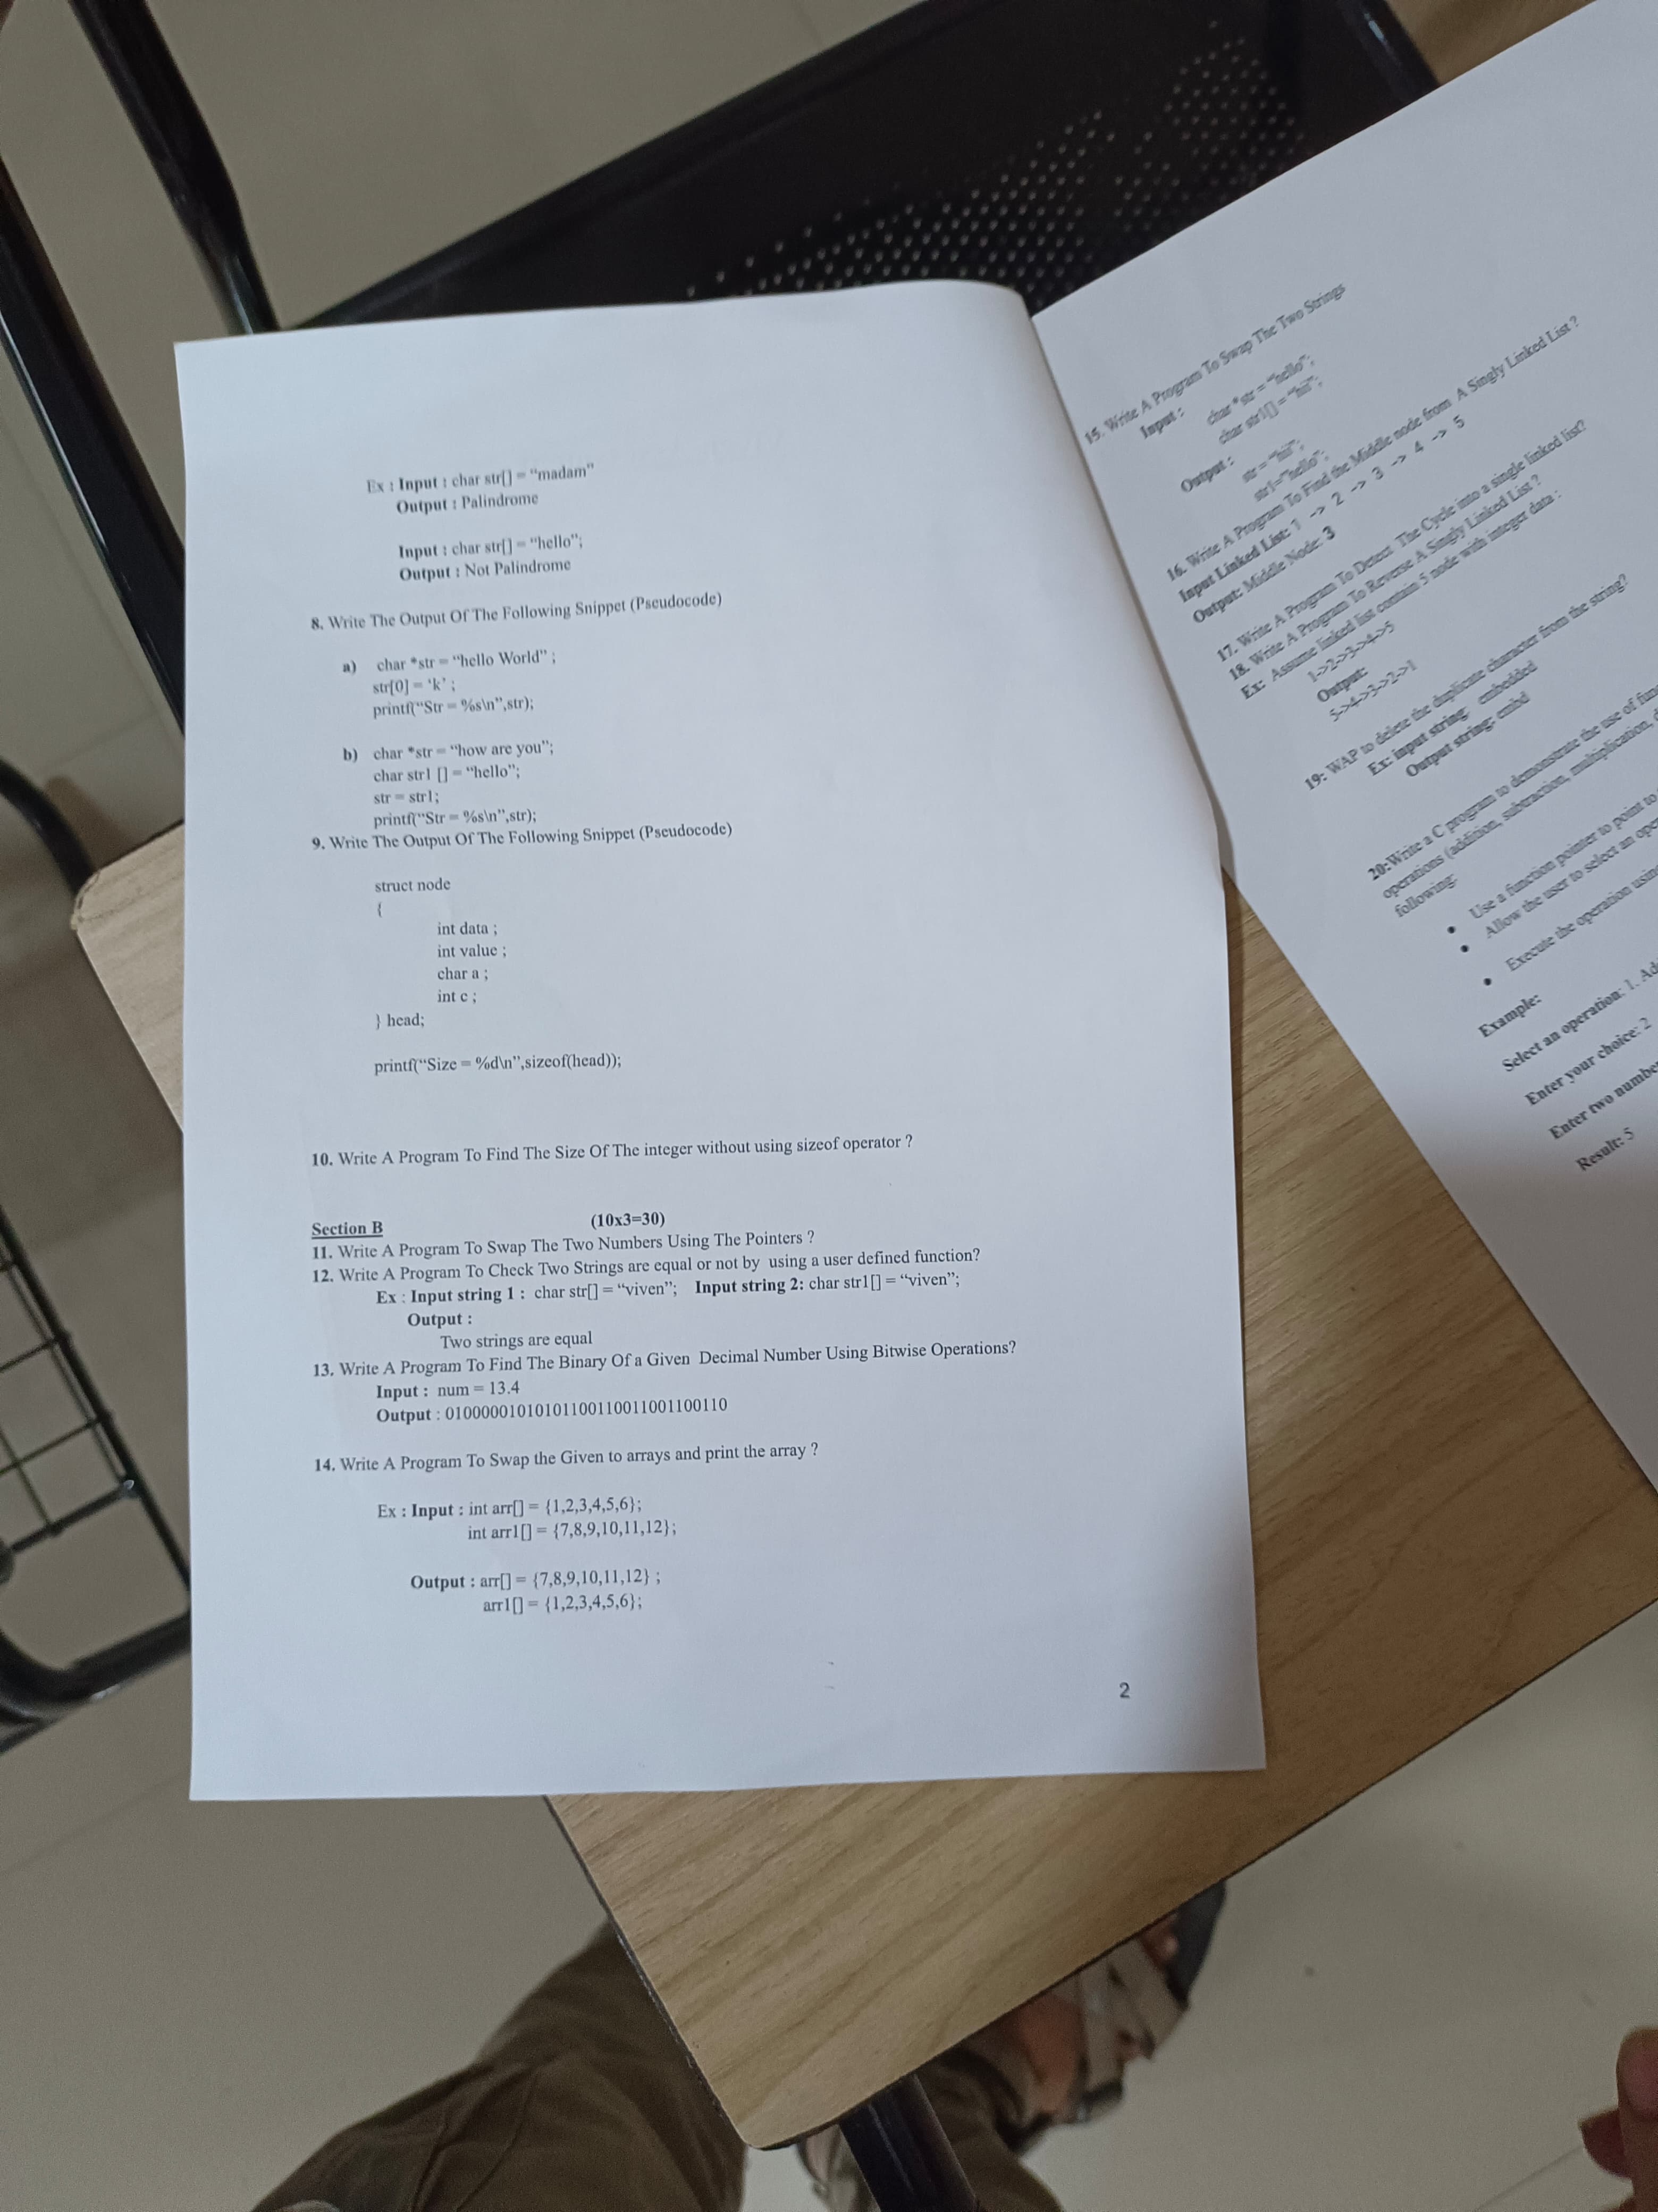 Ex : Input : char str[] = “madam”
Output : Palindrome
Input : char str[] = “hello”;
Output : Not Palindrome
8. Write The Output Of The Following Snippet (Pseudocode)
a) char *str = “hello World” ;
str[0] = ‘k’ ;
printf(“Str = %s\n”,str);
b) char *str = “how are you”;
char str1 [] = “hello”;
str = str1;
printf(“Str = %s\n”,str);
9. Write The Output Of The Following Snippet (Pseudocode)
struct node
{
int data ;
int value ;
char a ;
int c ;
} head;
printf(“Size = %d\n”,sizeof(head));
10. Write A Program To Find The Size Of The integer without using sizeof operator ?
Section B (10x3=30)
11. Write A Program To Swap The Two Numbers Using The Pointers ?
12. Write A Program To Check Two Strings are equal or not by using a user defined function?
Ex : Input string 1 : char str[] = “viven”; Input string 2: char str1[] = “viven”;
Output :
Two strings are equal
13. Write A Program To Find The Binary Of a Given Decimal Number Using Bitwise Operations?
Input : num = 13.4
Output : 01000001010101100110011001100110
14. Write A Program To Swap the Given to arrays and print the array ?
Ex : Input : int arr[] = {1,2,3,4,5,6};
int arr1[] = {7,8,9,10,11,12};
Output : arr[] = {7,8,9,10,11,12} ;
arr1[] = {1,2,3,4,5,6};
2
15. Write A Program To Swap The Two Strings
Input : char *str = “hello”;
char str1[] = “hii”;
Output : str = “hii”;
str1=“hello”;
16. Write A Program To Find the Middle node from A Singly Linked List ?
Input Linked List: 1 -> 2 -> 3 -> 4 -> 5
Output: Middle Node: 3
17. Write A Program To Detect The Cycle into a single linked list?
18. Write A Program To Reverse A Singly Linked List ?
Ex: Assume linked list contain 5 node with integer data :
1->2->3->4->5
Output:
5->4->3->2->1
19: WAP to delete the duplicate character from the string?
Ex: input string: embedded
Output string: embd
20:Write a C program to demonstrate the use of
operations (addition, subtraction, multiplication,
following:
• Use a function pointer to point to
• Allow the user to select an
• Execute the operation
Example:
Select an operation: 1.
Enter your choice: 2
Enter two
Result: 5